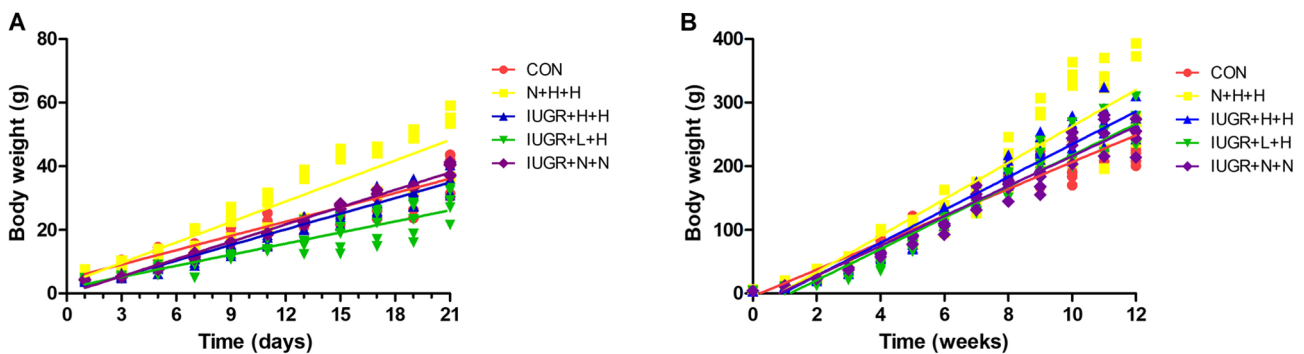 A
Body weight (g)
80
60
40
20
0
0 3 6 9 12 15 18 21
Time (days)
CON
N+H+H
IUGR+H+H
IUGR+L+H
IUGR+N+N
B
Body weight (g)
400
300
200
100
0
0 2 4 6 8 10 12
Time (weeks)
CON
N+H+H
IUGR+H+H
IUGR+L+H
IUGR+N+N